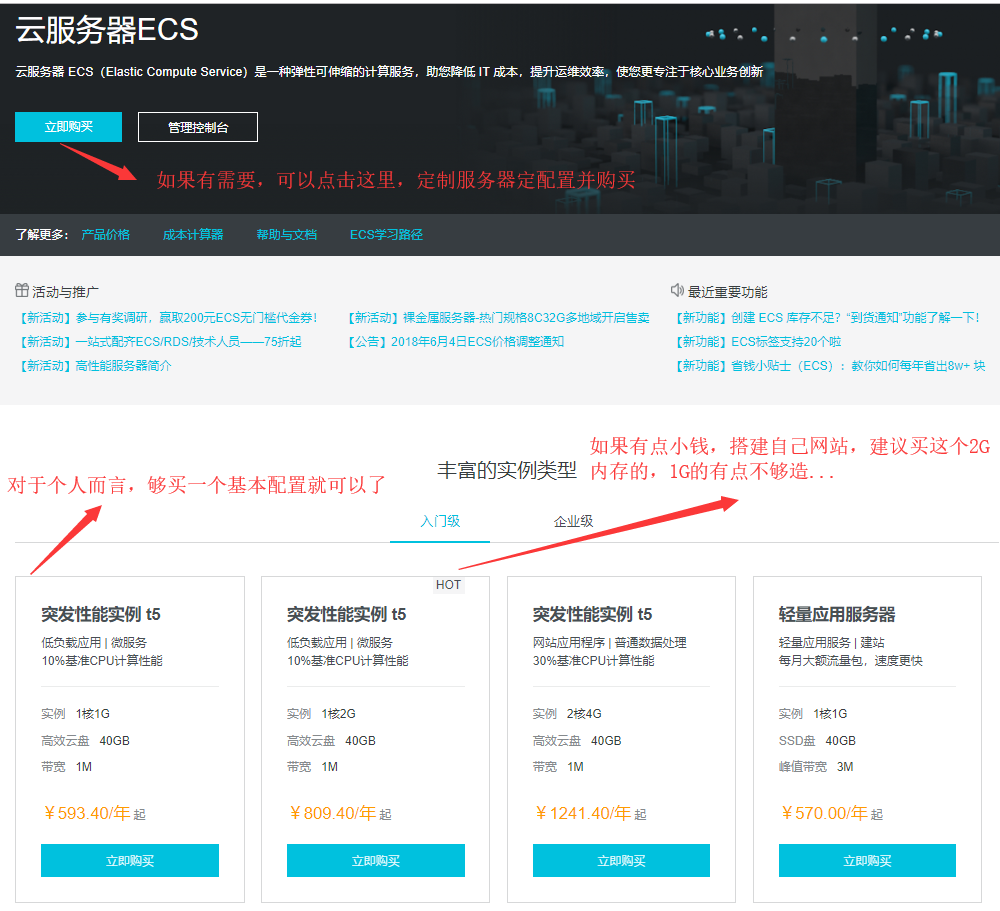 云服务器ECS
云服务器 ECS（Elastic Compute Service）是一种弹性可伸缩的计算服务，助您降低 IT 成本，提升运维效率，使您更专注于核心业务创新
立即购买
管理控制台
如果有需要，可以点击这里，定制服务器定配置并购买
了解更多： 产品价格 成本计算器 帮助与文档 ECS学习路径
活动与推广
【新活动】参与有奖调研，赢取200元ECS无门槛代金券！
【新活动】裸金属服务器-热门规格8C32G多地域开启售卖
【新活动】一站式配齐ECS/RDS/技术人员——75折起
【公告】2018年6月4日ECS价格调整通知
【新活动】高性能服务器简介
最近重要功能
【新功能】创建 ECS 库存不足？“到货通知”功能了解一下！
【新功能】ECS标签支持20个啦
【新功能】省钱小贴士（ECS）：教你如何每年省出8w+ 块
丰富的实例类型
如果有点小钱，搭建自己网站，建议买这个2G
内存的，1G的有点不够造...
对于个人而言，够买一个基本配置就可以了
入门级
企业级
突发性能实例 t5
低负载应用 | 微服务
10%基准CPU计算性能
实例 1核1G
高效云盘 40GB
带宽 1M
￥593.40/年 起
立即购买
HOT
突发性能实例 t5
低负载应用 | 微服务
10%基准CPU计算性能
实例 1核2G
高效云盘 40GB
带宽 1M
￥809.40/年 起
立即购买
突发性能实例 t5
网站应用程序 | 普通数据处理
30%基准CPU计算性能
实例 2核4G
高效云盘 40GB
带宽 1M
￥1241.40/年 起
立即购买
轻量应用服务器
轻量应用服务 | 建站
每月大额流量包，速度更快
实例 1核1G
SSD盘 40GB
峰值带宽 3M
￥570.00/年 起
立即购买